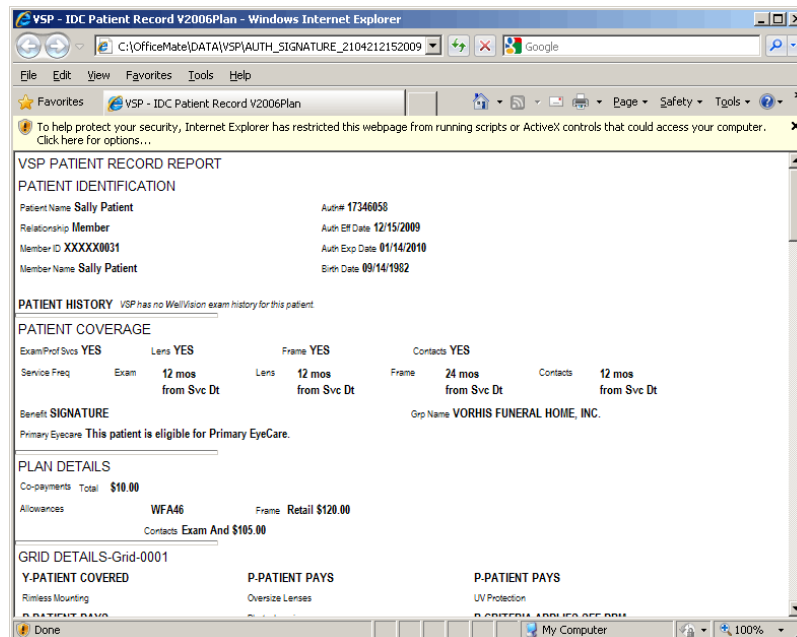 VSP - IDC Patient Record V2006Plan - Windows Internet Explorer
C:\OfficeMate\DATA\VSP\AUTH_SIGNATURE_2104212152009 Google
File Edit View Favorites Tools Help
Favorites VSP - IDC Patient Record V2006Plan Page Safety Tools
To help protect your security, Internet Explorer has restricted this webpage from running scripts or ActiveX controls that could access your computer.
Click here for options...
VSP PATIENT RECORD REPORT
PATIENT IDENTIFICATION
Patient Name Sally Patient Auth# 17346058
Relationship Member Auth Eff Date 12/15/2009
Member ID XXXXX0031 Auth Exp Date 01/14/2010
Member Name Sally Patient Birth Date 09/14/1982
PATIENT HISTORY VSP has no WellVision exam history for this patient.
PATIENT COVERAGE
Exam/Prof Svcs YES Lens YES Frame YES Contacts YES
Service Freq Exam 12 mos Lens 12 mos Frame 24 mos Contacts 12 mos
from Svc Dt from Svc Dt from Svc Dt from Svc Dt
Benefit SIGNATURE Grp Name VORHIS FUNERAL HOME, INC.
Primary Eyecare This patient is eligible for Primary EyeCare.
PLAN DETAILS
Co-payments Total $10.00
Allowances WFA46 Frame Retail $120.00
Contacts Exam And $105.00
GRID DETAILS-Grid-0001
Y-PATIENT COVERED P-PATIENT PAYS P-PATIENT PAYS
Rimless Mounting Oversize Lenses UV Protection
Done My Computer 100%